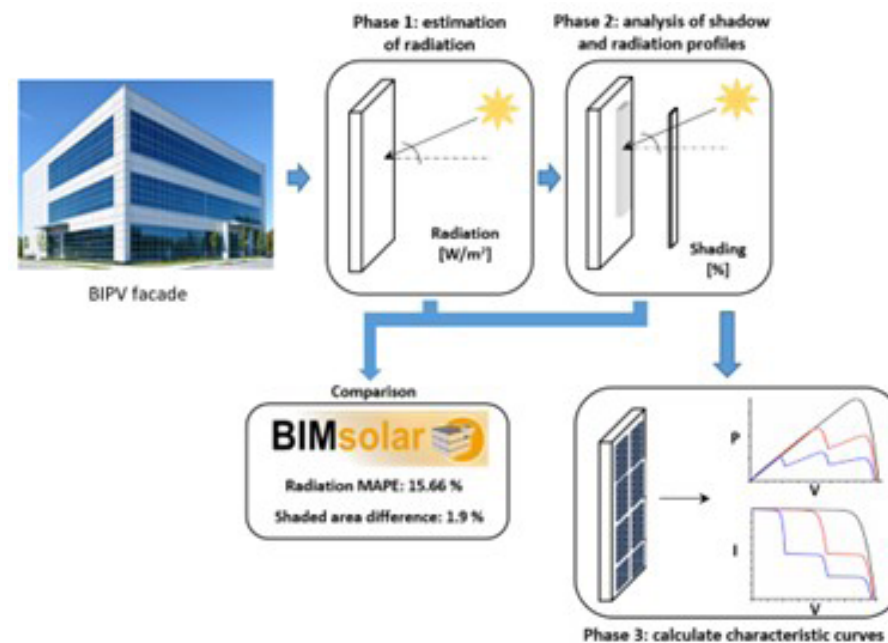 Phase 1: estimation
of radiation
Phase 2: analysis of shadow
and radiation profiles
Radiation
[W/m²]
Shading
[%]
BIPV facade
Comparison
BIMsolar
Radiation MAPE: 15.66 %
Shaded area difference: 1.9 %
P
V
I
V
Phase 3: calculate characteristic curves